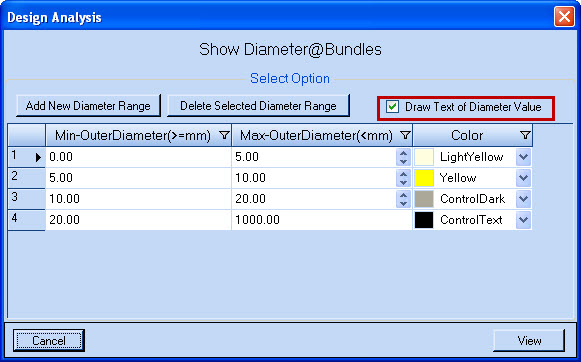 Design Analysis
Show Diameter@Bundles
Select Option
Add New Diameter Range Delete Selected Diameter Range Draw Text of Diameter Value
Min-OuterDiameter(>=mm) Max-OuterDiameter(<mm) Color
1 0.00 5.00 LightYellow
2 5.00 10.00 Yellow
3 10.00 20.00 ControlDark
4 20.00 1000.00 ControlText
Cancel View